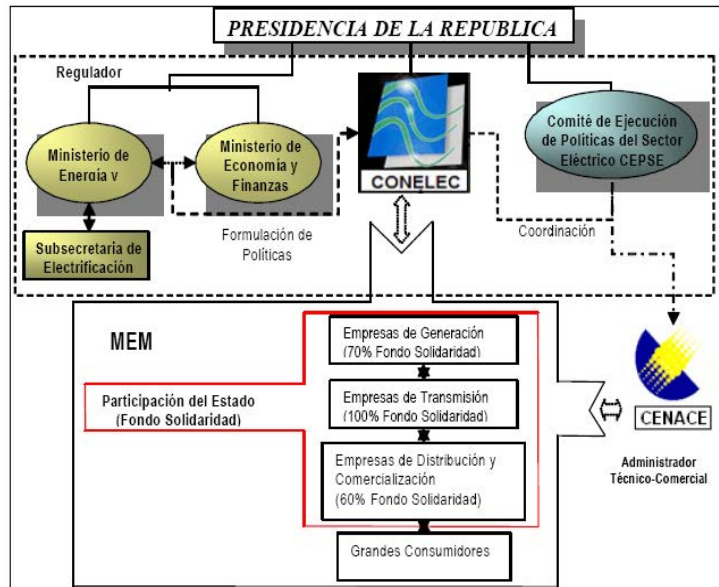 PRESIDENCIA DE LA REPUBLICA
Regulador
Ministerio de
Energía y
Ministerio de
Economía y
Finanzas
CONELEC
Comité de Ejecución
de Políticas del Sector
Eléctrico CEPSE
Subsecretaria de
Electrificación
Formulación de
Políticas
Coordinación
MEM
Empresas de Generación
(70% Fondo Solidaridad)
Participación del Estado
(Fondo Solidaridad)
Empresas de Transmisión
(100% Fondo Solidaridad)
Empresas de Distribución y
Comercialización
(60% Fondo Solidaridad)
Grandes Consumidores
CENACE
Administrador
Técnico-Comercial